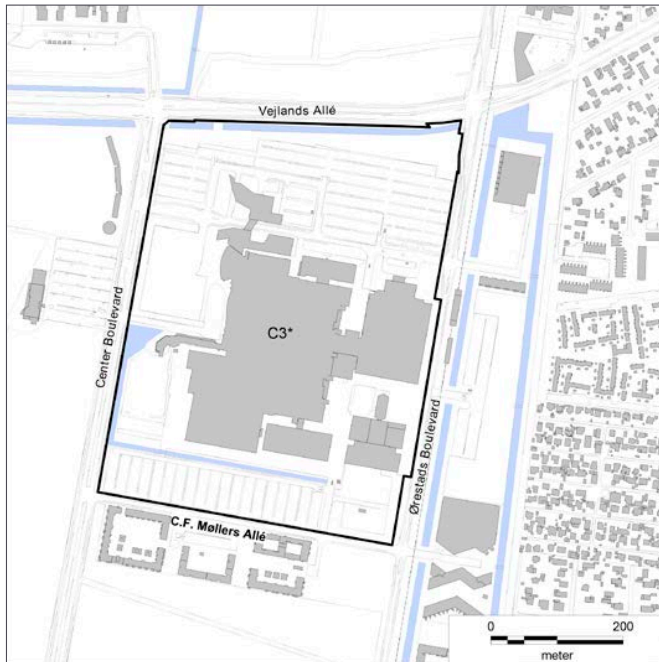 Vejlands Allé
C3*
Center Boulevard
Ørestads Boulevard
C.F. Møllers Allé
0 200
meter